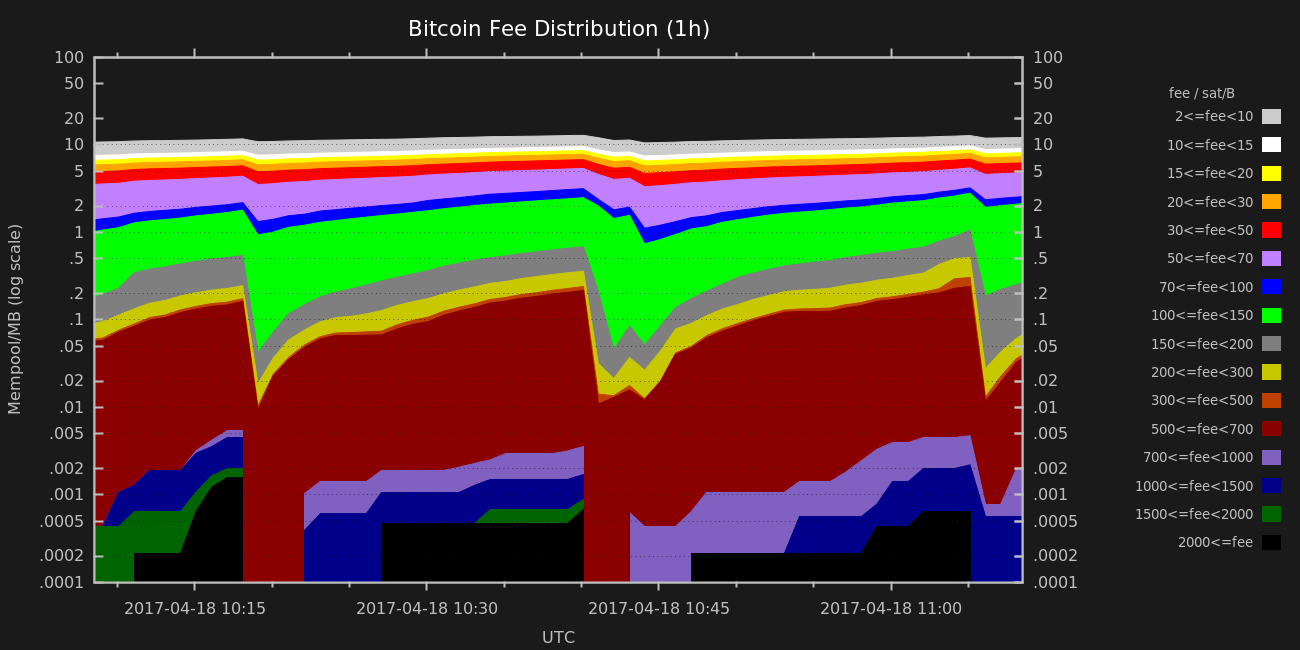 Bitcoin Fee Distribution (1h)
Mempool/MB (log scale)
100
50
20
10
5
2
1
.5
.2
.1
.05
.02
.01
.005
.002
.001
.0005
.0002
.0001
100
50
20
10
5
2
1
.5
.2
.1
.05
.02
.01
.005
.002
.001
.0005
.0002
.0001
2017-04-18 10:15
2017-04-18 10:30
2017-04-18 10:45
2017-04-18 11:00
UTC
fee / sat/B
2<=fee<10
10<=fee<15
15<=fee<20
20<=fee<30
30<=fee<50
50<=fee<70
70<=fee<100
100<=fee<150
150<=fee<200
200<=fee<300
300<=fee<500
500<=fee<700
700<=fee<1000
1000<=fee<1500
1500<=fee<2000
2000<=fee